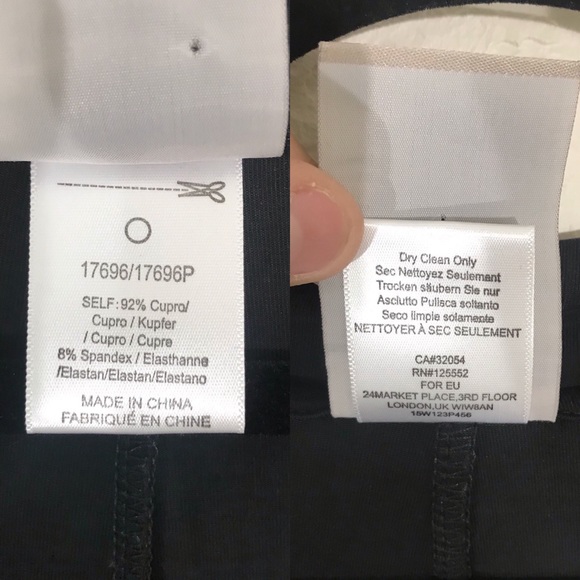 17696/17696P
SELF: 92% Cupro/
Cupro / Kupfer
/ Cupro / Cupre
8% Spandex / Elasthanne
/Elastan/Elastan/Elastano
MADE IN CHINA
FABRIQUÉ EN CHINE
Dry Clean Only
Sec Nettoyez Seulement
Trocken säubern Sie nur
Asciutto Pulisca soltanto
Seco limpie solamente
NETTOYER À SEC SEULEMENT
CA#32054
RN#125552
FOR EU
24MARKET PLACE,3RD FLOOR
LONDON,UK WIW8AN
18W123P456